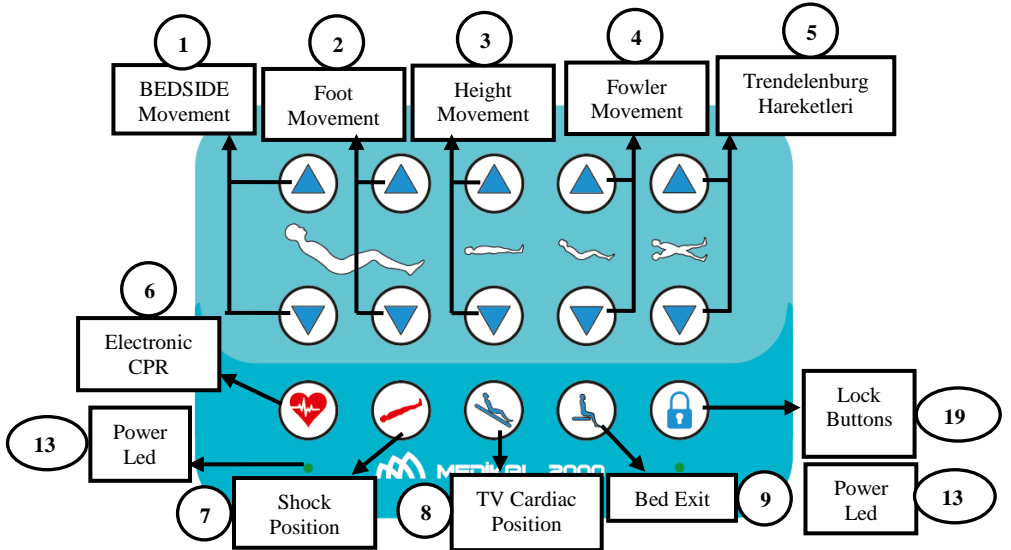 1
BEDSIDE
Movement
2
Foot
Movement
3
Height
Movement
4
Fowler
Movement
5
Trendelenburg
Hareketleri
6
Electronic
CPR
13
Power
Led
7
Shock
Position
8
TV Cardiac
Position
Bed Exit
9
Lock
Buttons
19
Power
Led
13